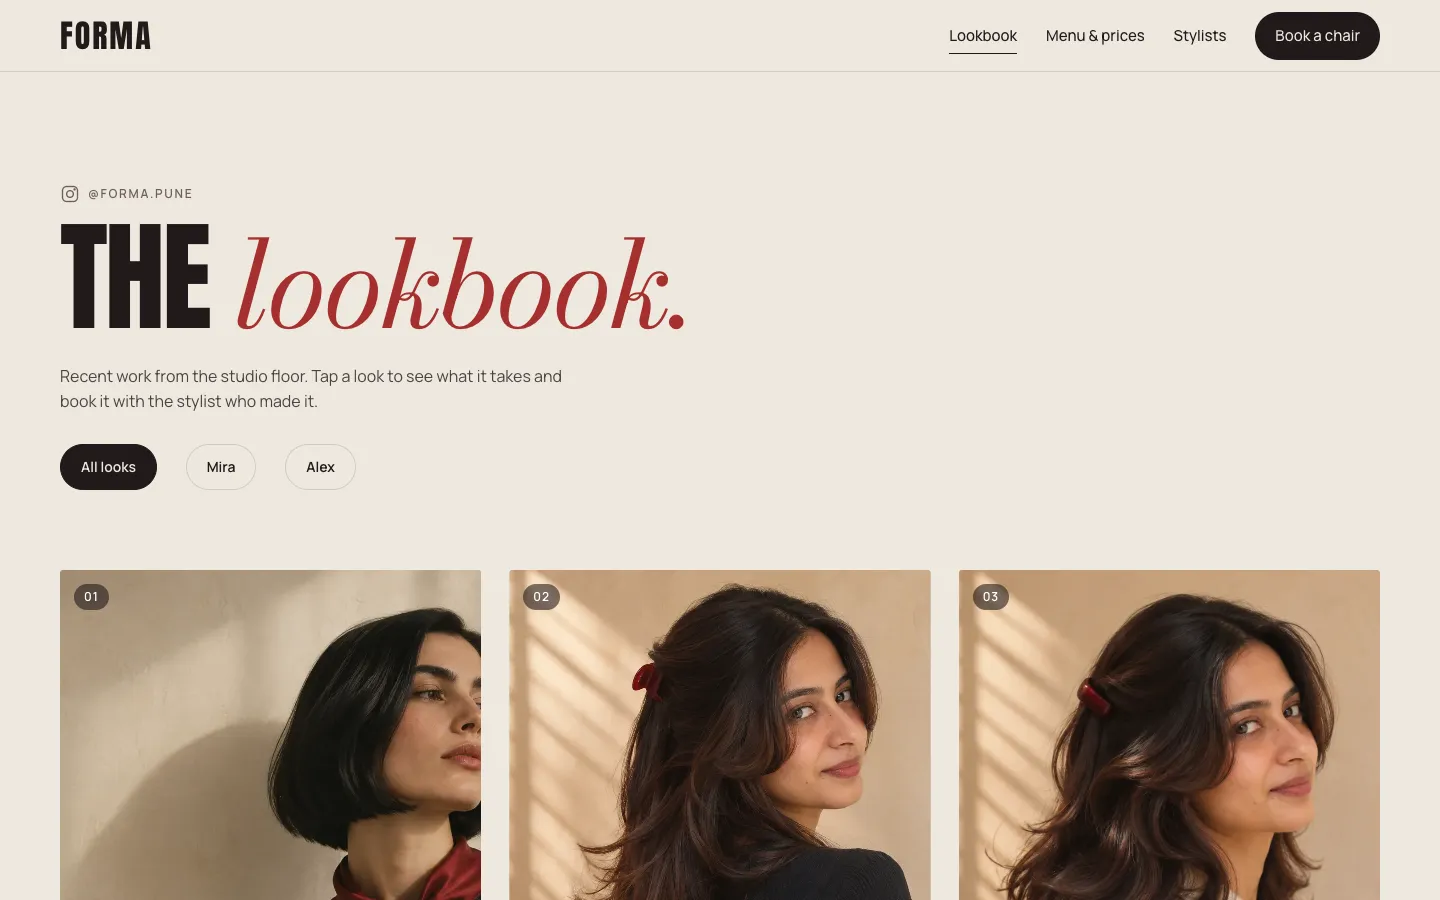 FORMA
Lookbook
Menu & prices
Stylists
Book a chair
@FORMA.PUNE
THE lookbook.
Recent work from the studio floor. Tap a look to see what it takes and
book it with the stylist who made it.
All looks
Mira
Alex
01
02
03